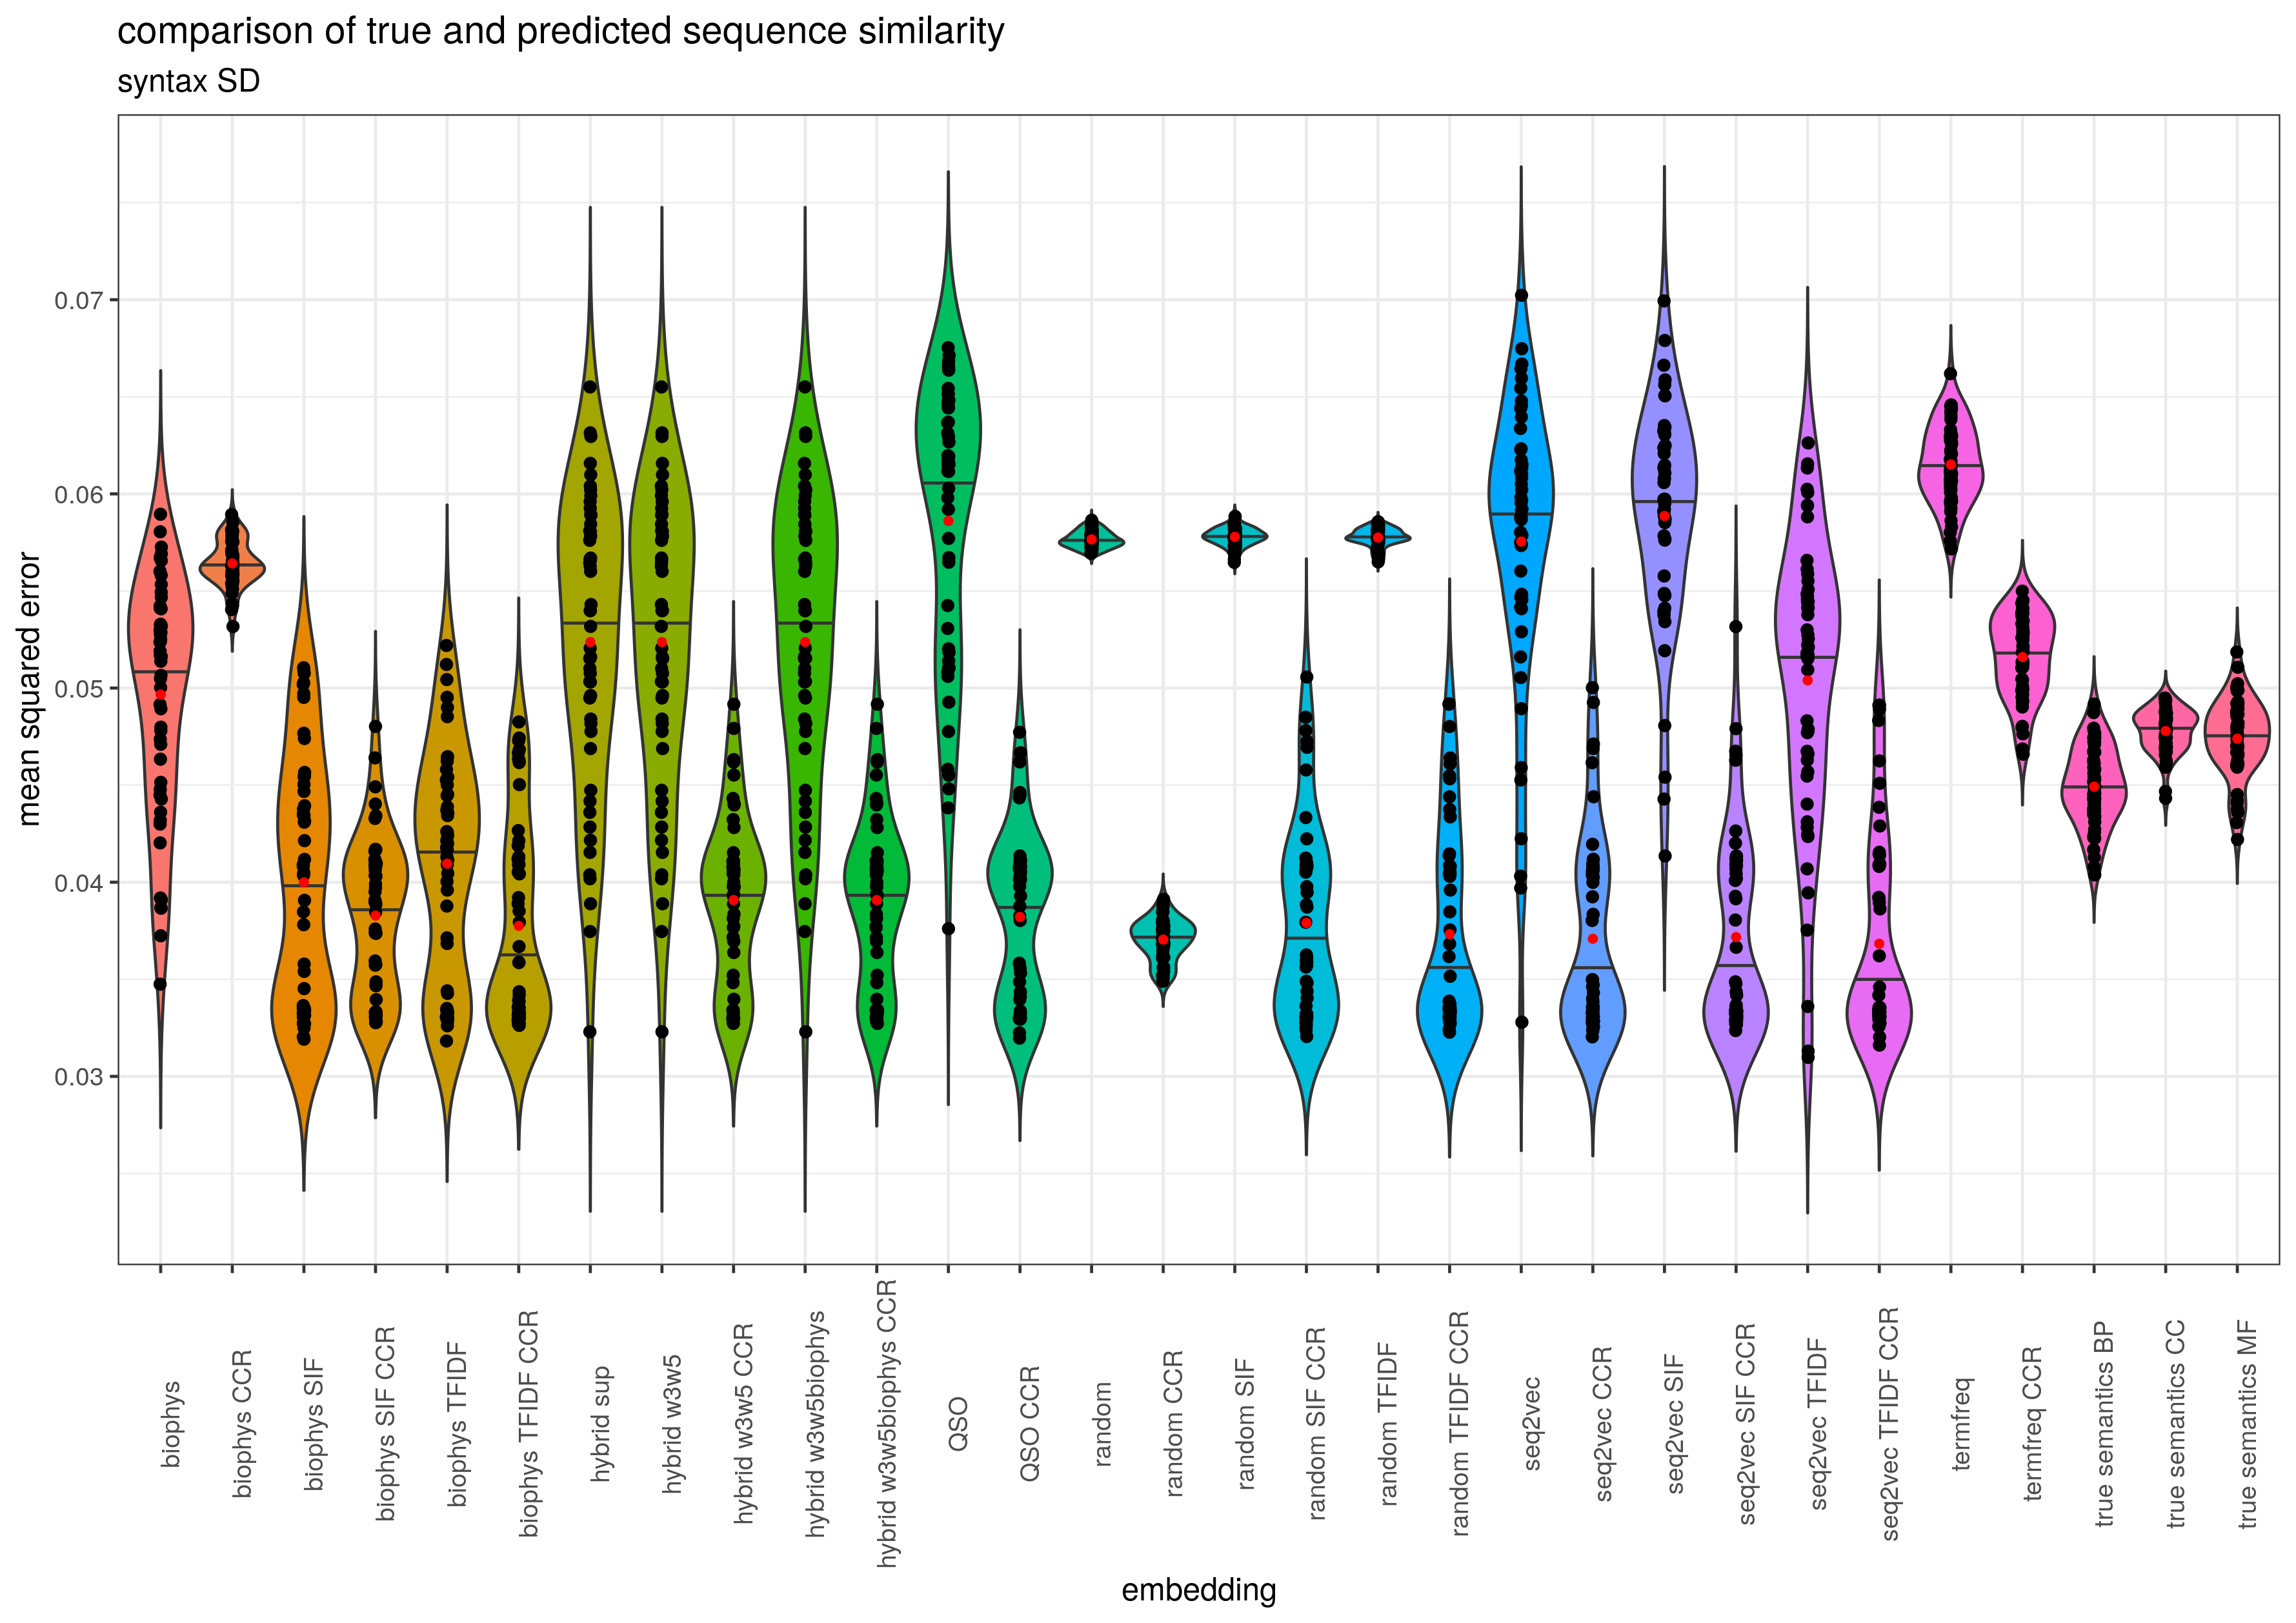 comparison of true and predicted sequence similarity
syntax SD
mean squared error
0.07
0.06
0.05
0.04
0.03
biophys
biophys CCR
biophys SIF
biophys SIF CCR
biophys TFIDF
biophys TFIDF CCR
hybrid sup
hybrid w3w5
hybrid w3w5 CCR
hybrid w3w5biophys
hybrid w3w5biophys CCR
QSO
QSO CCR
random
random CCR
random SIF
random SIF CCR
random TFIDF
random TFIDF CCR
seq2vec
seq2vec CCR
seq2vec SIF
seq2vec SIF CCR
seq2vec TFIDF
seq2vec TFIDF CCR
termfreq
termfreq CCR
true semantics BP
true semantics CC
true semantics MF
embedding